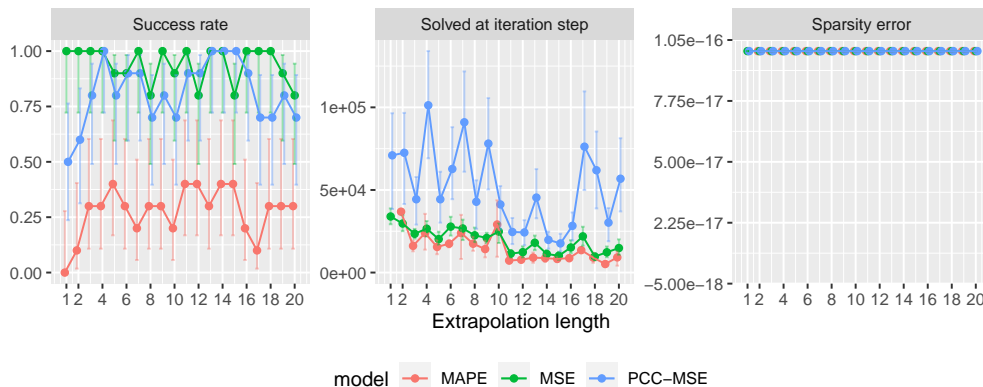 Success rate
Solved at iteration step
Sparsity error
1.00
0.75
0.50
0.25
0.00
1 2 4 6 8 10 12 14 16 18 20
1e+05
5e+04
0e+00
1 2 4 6 8 10 12 14 16 18 20
1.05e−16
7.75e−17
5.00e−17
2.25e−17
−5.00e−18
1 2 4 6 8 10 12 14 16 18 20
Extrapolation length
model MAPE MSE PCC−MSE